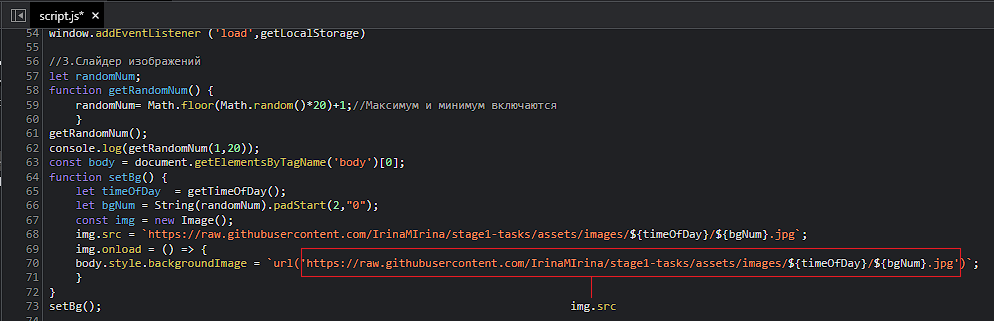 script.js* ×
54 window.addEventListener ('load',getLocalStorage)
55
56 //3.Слайдер изображений
57 let randomNum;
58 function getRandomNum() {
59 randomNum= Math.floor(Math.random()*20)+1;//Максимум и минимум включаются
60 }
61 getRandomNum();
62 console.log(getRandomNum(1,20));
63 const body = document.getElementsByTagName('body')[0];
64 function setBg() {
65 let timeOfDay  = getTimeOfDay();
66 let bgNum = String(randomNum).padStart(2,"0");
67 const img = new Image();
68 img.src = `https://raw.githubusercontent.com/IrinaMIrina/stage1-tasks/assets/images/${timeOfDay}/${bgNum}.jpg`;
69 img.onload = () => {
70 body.style.backgroundImage = `url('https://raw.githubusercontent.com/IrinaMIrina/stage1-tasks/assets/images/${timeOfDay}/${bgNum}.jpg')`;
71 }
72 }
73 setBg();
img.src